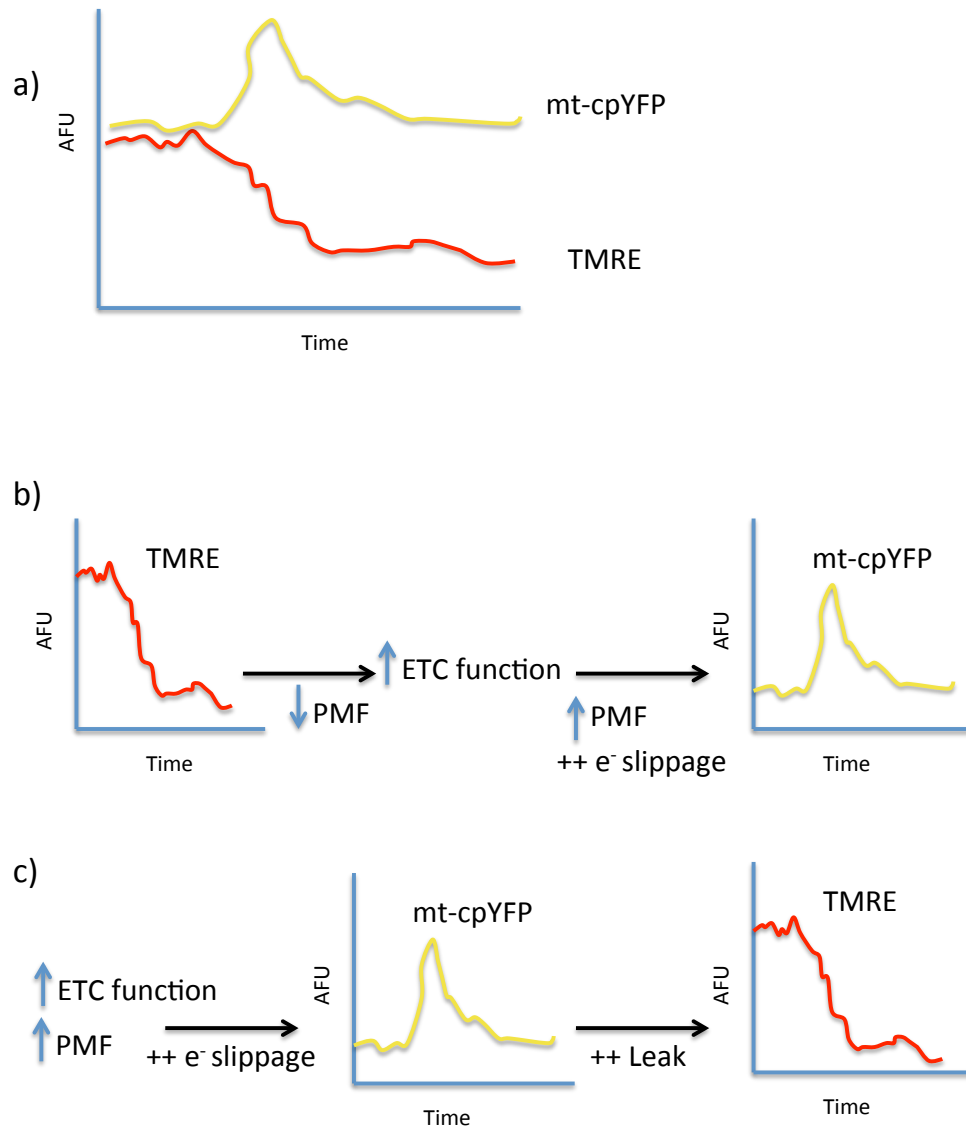 a)
AFU
mt-cpYFP
TMRE
Time
b)
AFU
TMRE
Time
PMF
ETC function
PMF
++ e⁻ slippage
AFU
mt-cpYFP
Time
c)
ETC function
PMF
++ e⁻ slippage
AFU
mt-cpYFP
Time
++ Leak
AFU
TMRE
Time